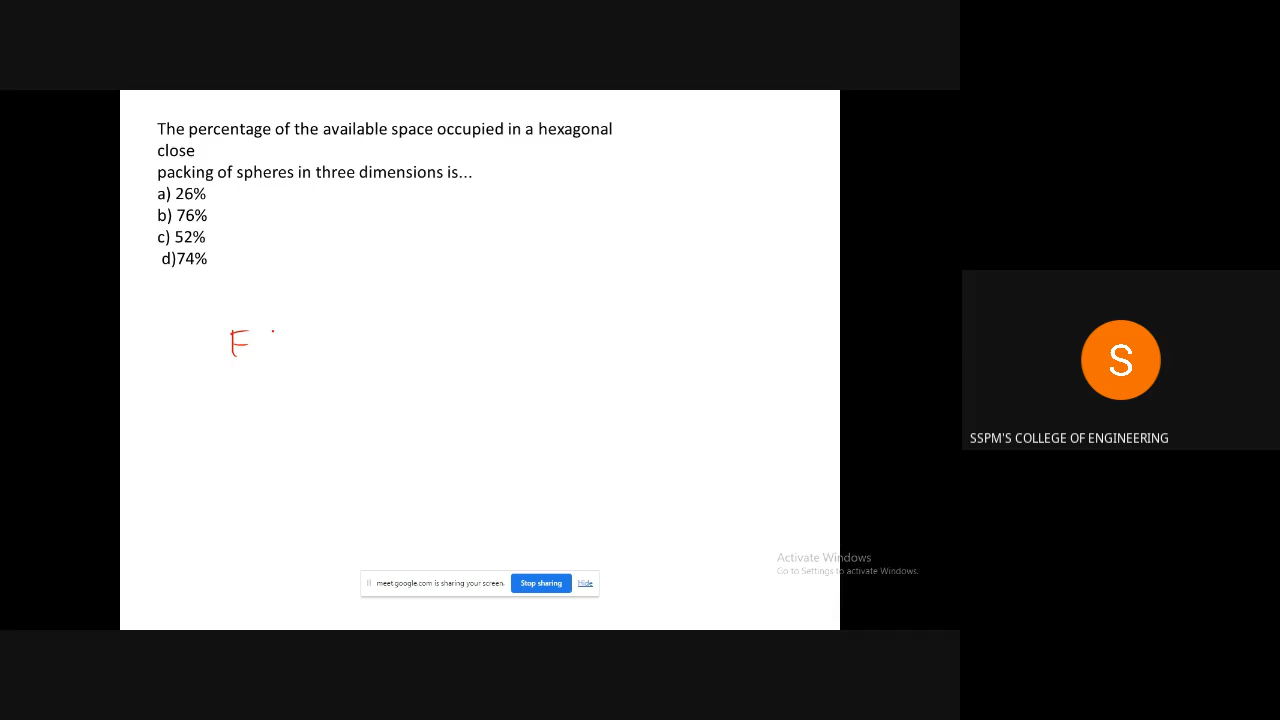 The percentage of the available space occupied in a hexagonal
close
packing of spheres in three dimensions is...
a) 26%
b) 76%
c) 52%
d)74%
F
S
SSPM'S COLLEGE OF ENGINEERING
Activate Windows
Go to Settings to activate Windows.
meet.google.com is sharing your screen.
Stop sharing
Hide